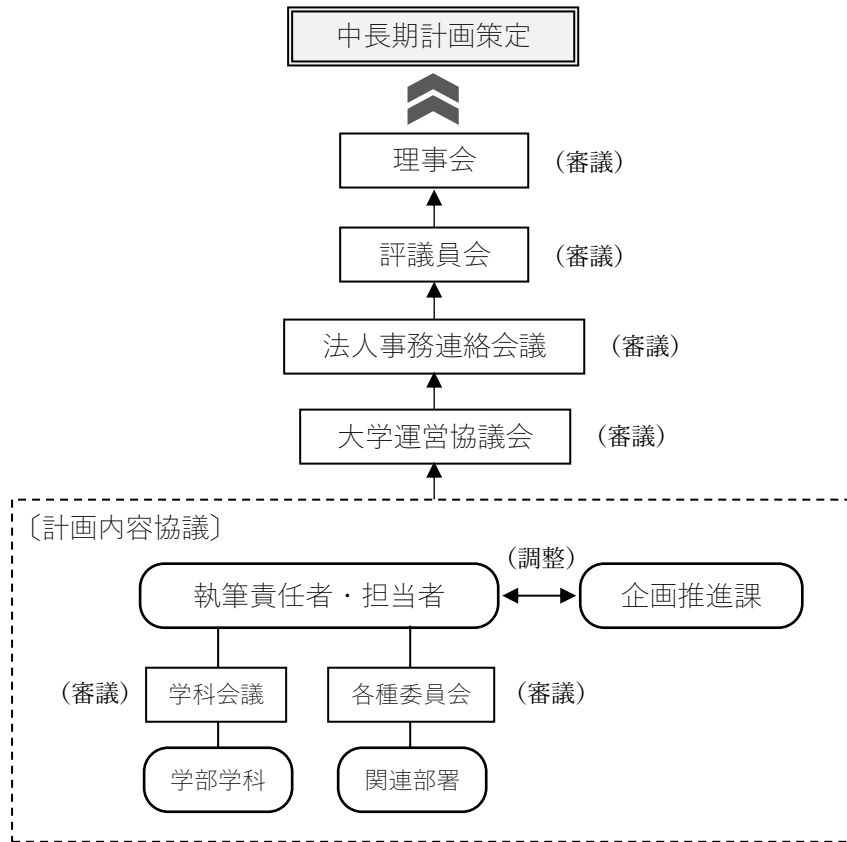 中長期計画策定
理事会 （審議）
評議員会 （審議）
法人事務連絡会議 （審議）
大学運営協議会 （審議）
〔計画内容協議〕
（調整）
執筆責任者・担当者 企画推進課
（審議） 学科会議 各種委員会 （審議）
学部学科 関連部署